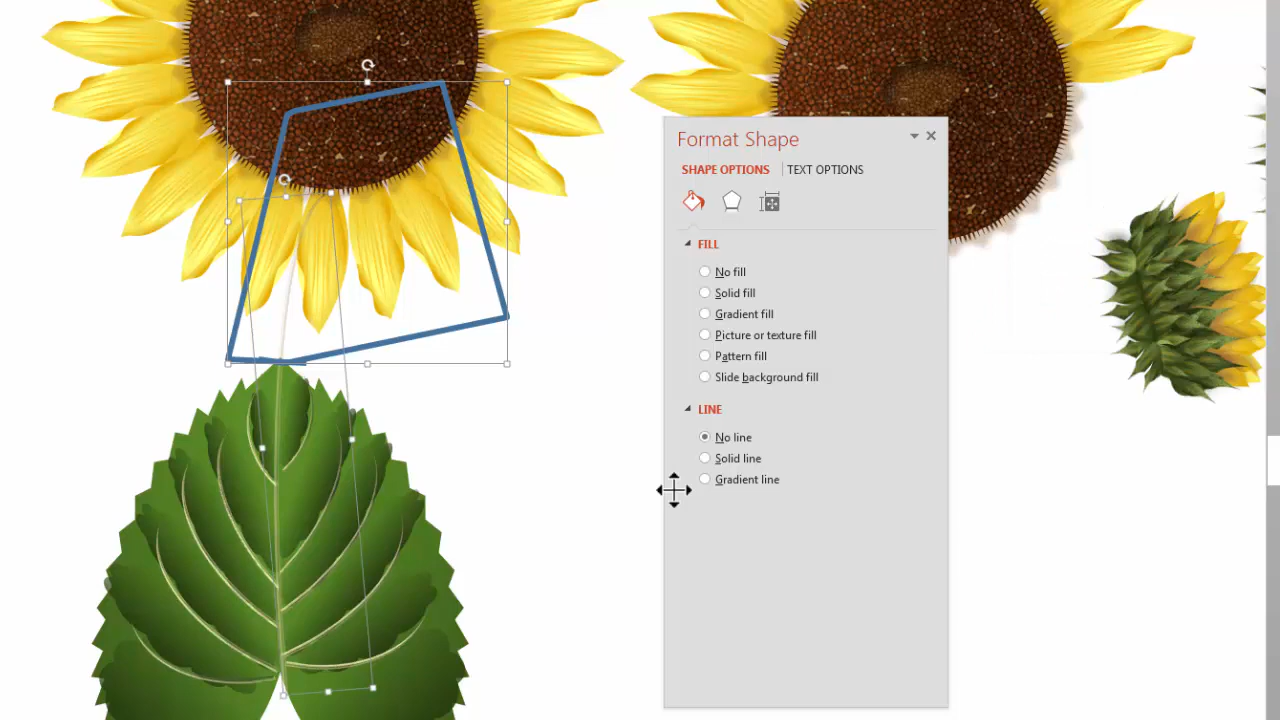 Format Shape
SHAPE OPTIONS
TEXT OPTIONS
FILL
No fill
Solid fill
Gradient fill
Picture or texture fill
Pattern fill
Slide background fill
LINE
No line
Solid line
Gradient line